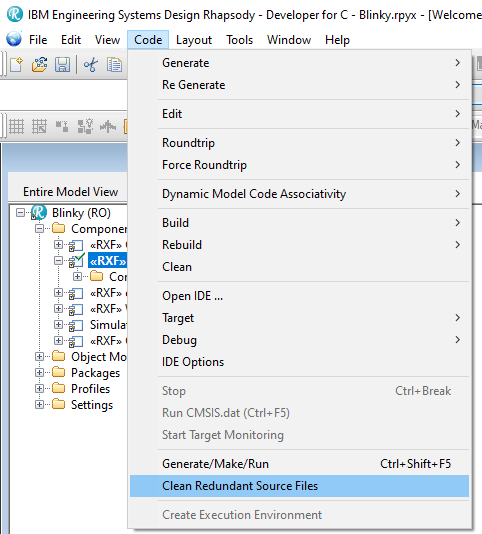 IBM Engineering Systems Design Rhapsody - Developer for C - Blinky.rpyx - [Welcome
File Edit View Code Layout Tools Window Help
Generate
Re Generate
Edit
Roundtrip
Force Roundtrip
Entire Model View
Dynamic Model Code Associativity
Blinky (RO)
Componen
Build
«RXF»
Rebuild
«RXF»
Clean
Co
«RXF»
Open IDE ...
«RXF»
Target
Simula
Debug
«RXF»
IDE Options
Object Mo
Packages
Stop Ctrl+Break
Profiles
Run CMSIS.dat (Ctrl+F5)
Settings
Start Target Monitoring
Generate/Make/Run Ctrl+Shift+F5
Clean Redundant Source Files
Create Execution Environment